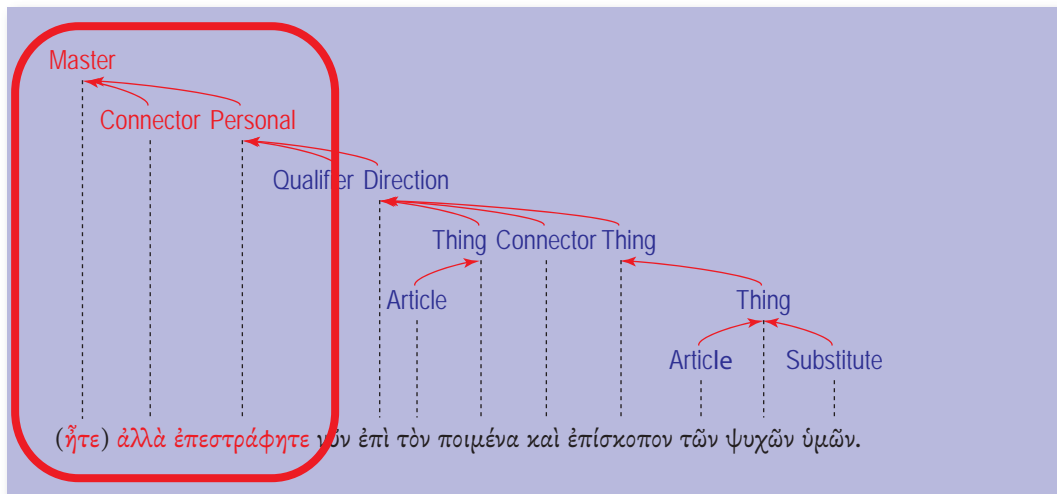 Master
Connector Personal
Qualifier Direction
Thing Connector Thing
Article Thing
Article Substitute
(ἦτε) ἀλλὰ ἐπεστράφητε νῦν ἐπὶ τὸν ποιμένα καὶ ἐπίσκοπον τῶν ψυχῶν ὑμῶν.